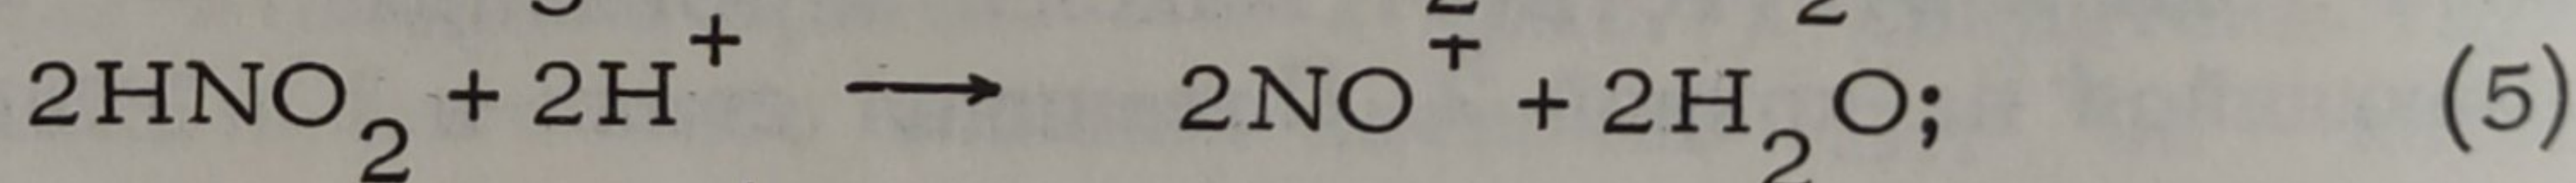 2HNO₂ + 2H⁺ → 2NO⁺ + 2H₂O; (5)